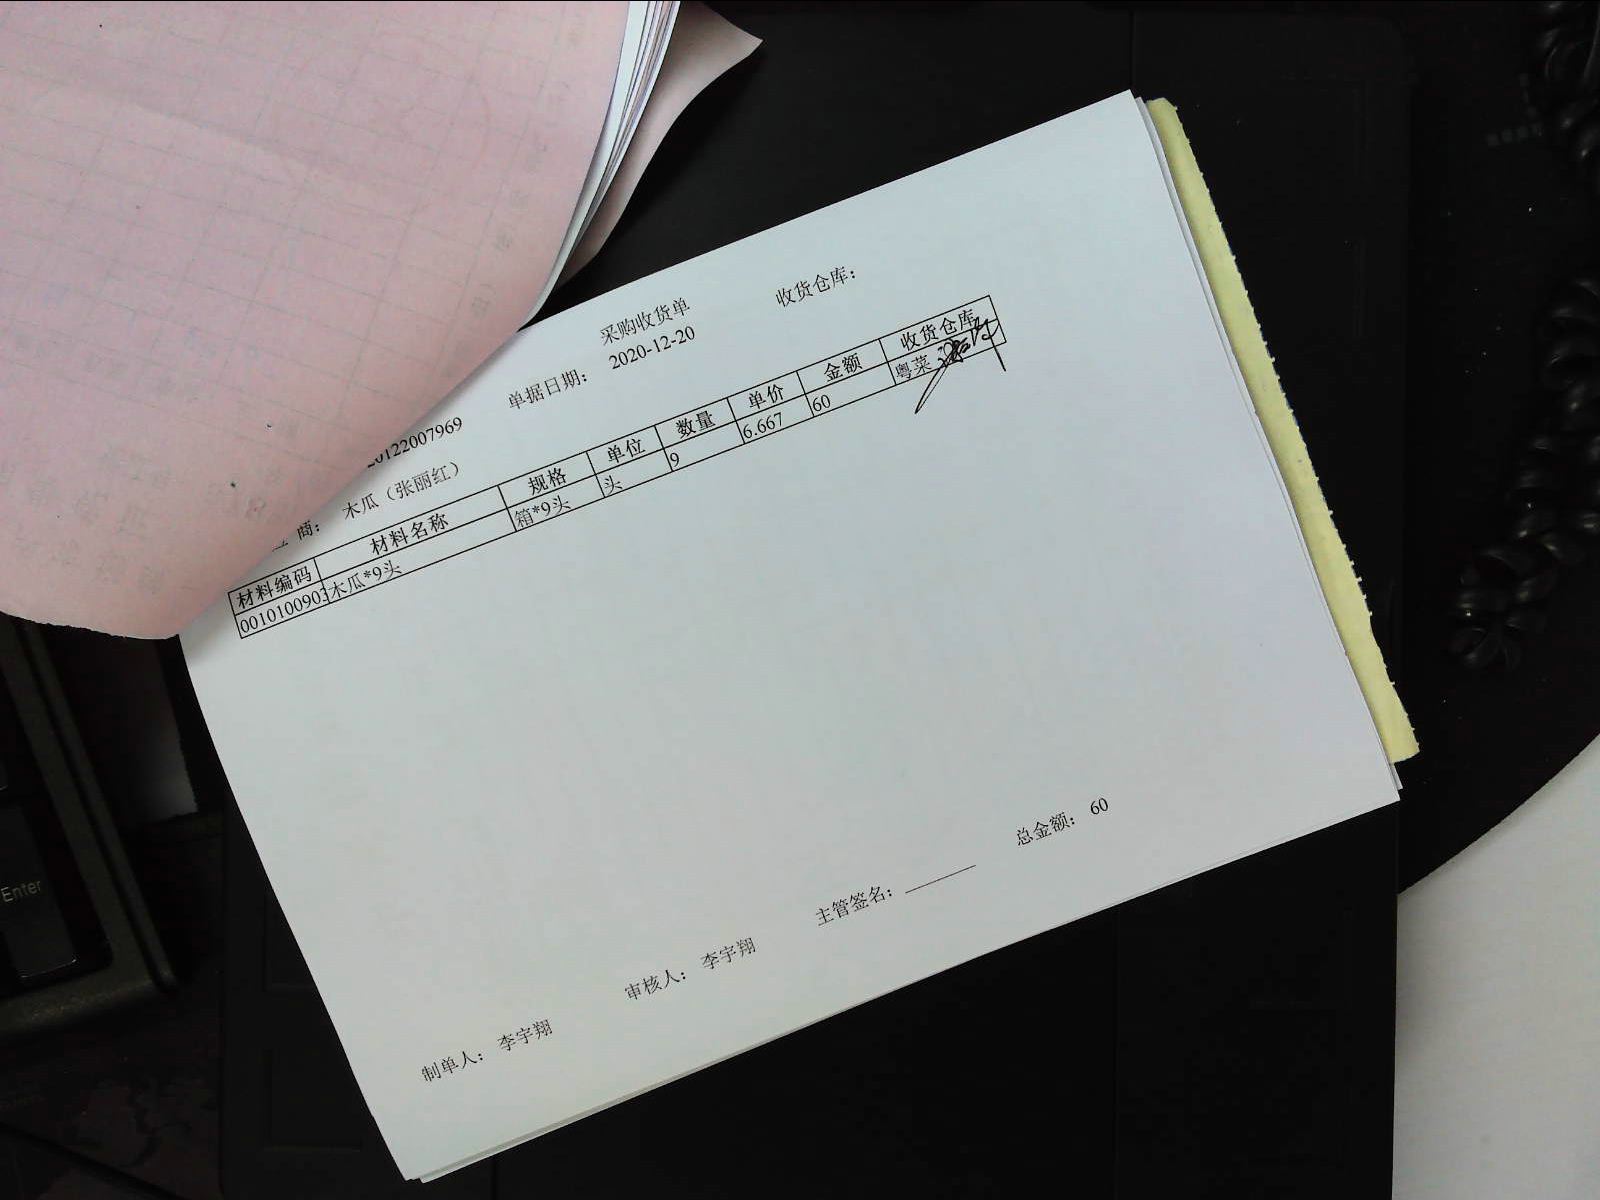 采购收货单
2020-12-20
收货仓库：
20122007969
单据日期：
商： 木瓜（张丽红）
材料编码 材料名称 规格 单位 数量 单价 金额 收货仓库
001010090 木瓜*9头 箱*9头 头 9 6.667 60 粤菜
总金额： 60
主管签名：
审核人： 李宇翔
制单人： 李宇翔
Enter